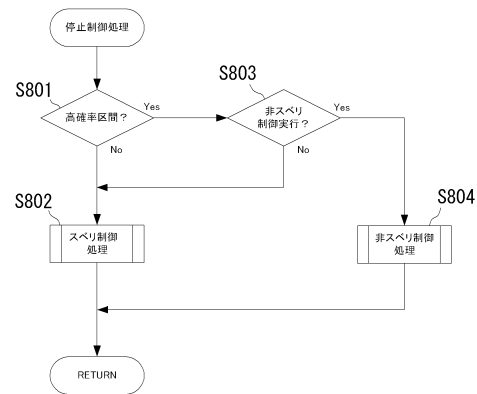 停止制御処理
S801
高確率区間？
Yes
No
S803
非スベリ
制御実行？
Yes
No
S802
スベリ制御
処理
S804
非スベリ制御
処理
RETURN